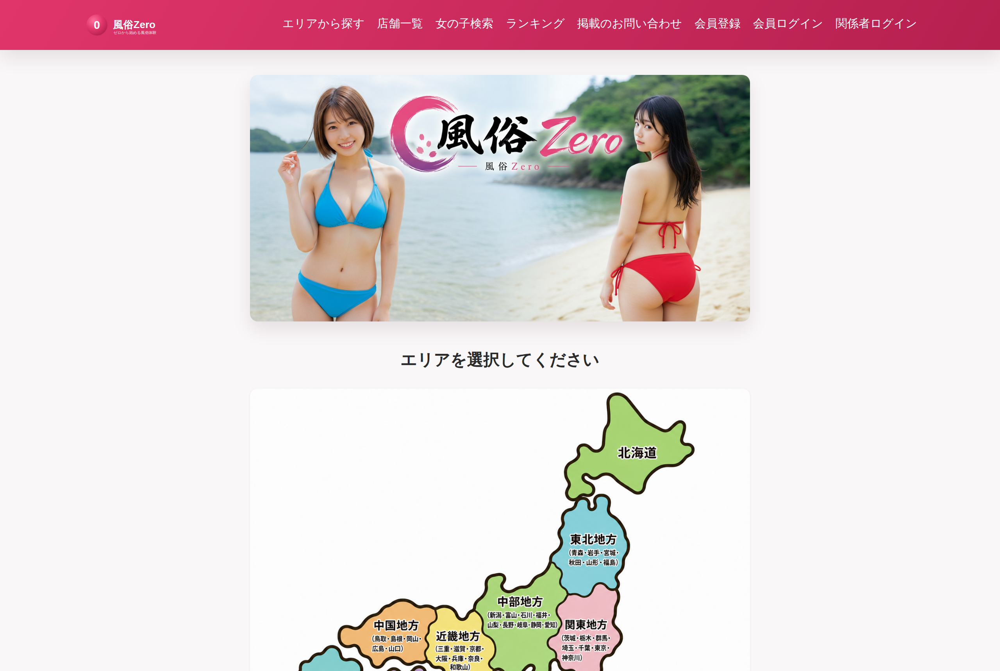 0
風俗Zero
ゼロから始める風俗体験
エリアから探す 店舗一覧 女の子検索 ランキング 掲載のお問い合わせ 会員登録 会員ログイン 関係者ログイン
風俗Zero
風俗Zero
エリアを選択してください
北海道
東北地方
(青森・岩手・宮城・
秋田・山形・福島)
中部地方
(新潟・富山・石川・福井・
山梨・長野・岐阜・静岡・愛知)
関東地方
(茨城・栃木・群馬・
埼玉・千葉・東京・
神奈川)
中国地方
(鳥取・島根・岡山・
広島・山口)
近畿地方
(三重・滋賀・京都・
大阪・兵庫・奈良・
和歌山)